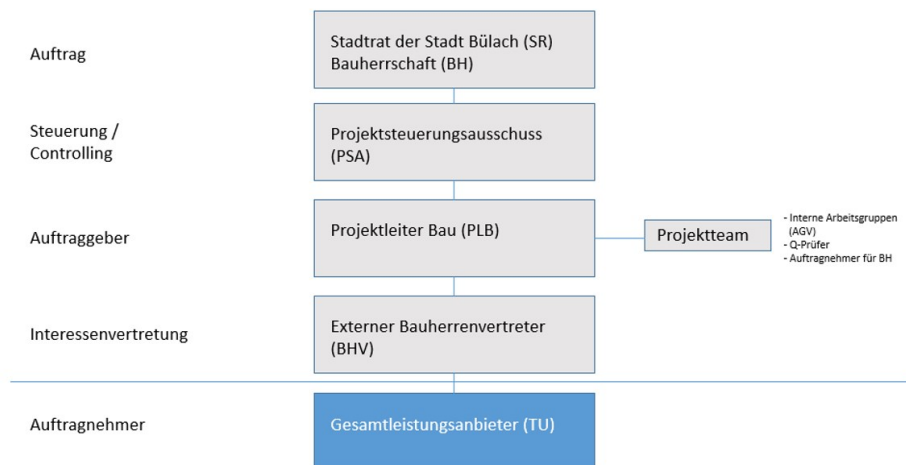 Auftrag
Stadtrat der Stadt Bülach (SR)
Bauherrschaft (BH)
Steuerung /
Controlling
Projektsteuerungsausschuss
(PSA)
Auftraggeber
Projektleiter Bau (PLB)
Projektteam
- Interne Arbeitsgruppen
(AGV)
- Q-Prüfer
- Auftragnehmer für BH
Interessenvertretung
Externer Bauherrenvertreter
(BHV)
Auftragnehmer
Gesamtleistungsanbieter (TU)